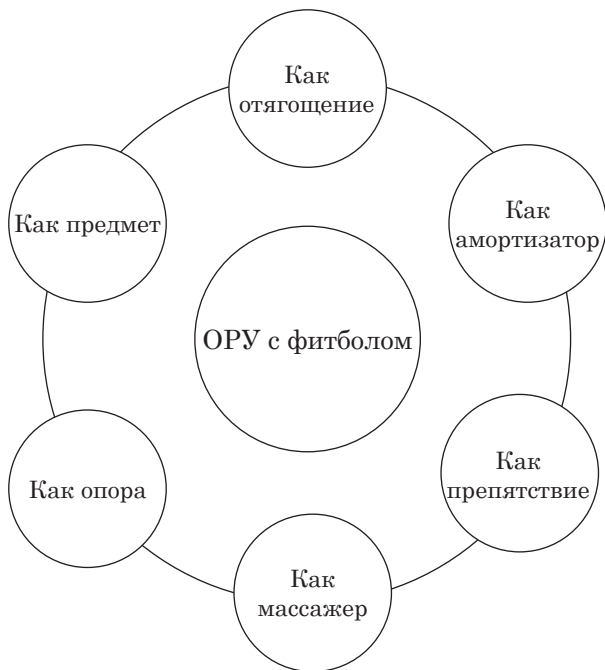 Как
отягощение
Как предмет
Как
амортизатор
ОРУ с фитболом
Как опора
Как
препятствие
Как
массажер